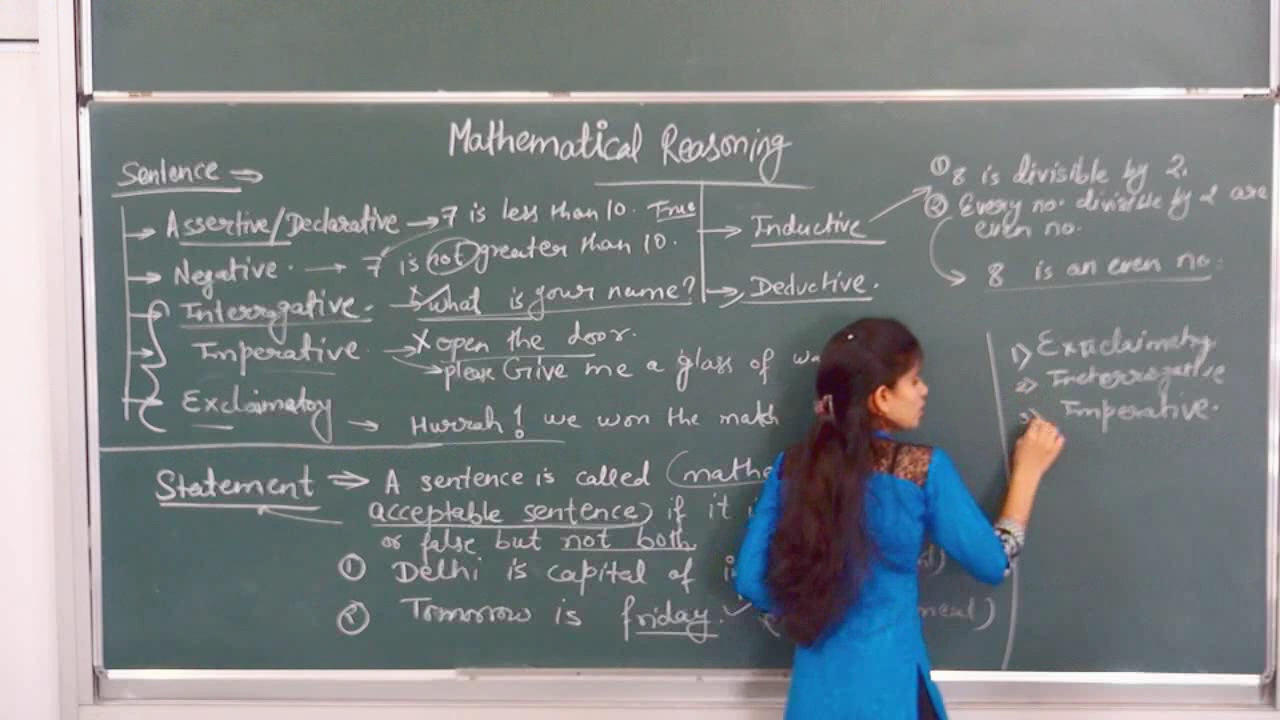 Mathematical Reasoning
Sentence ⇒
Assertive/Declarative → 7 is less than 10. True
Negative. → 7 is not greater than 10.
Interrogative. → X What is your name?
Imperative → X open the door.
→ please Give me a glass of
Exclaimatory → Hurrah! we won the match
→ Inductive
→ Deductive.
① 8 is divisible by 2.
② Every no. divisible by 2 are
even no.
→ 8 is an even no.
1) Exclaimatry
2) Interrogative
3) Imperative.
Statement ⇒ A sentence is called (mathe
acceptable sentence) if it
or false but not both.
① Delhi is capital of
② Tomorrow is friday. ✓